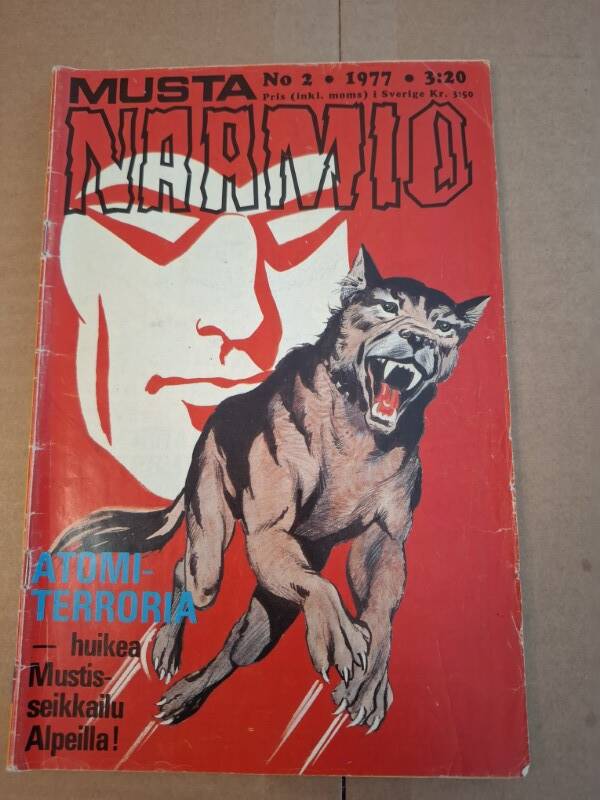 MUSTA No 2 • 1977 • 3:20
Pris (inkl. moms) i Sverige Kr. 3:50
NAAMIO
ATOMI-
TERRORIA
— huikea
Mustis-
seikkailu
Alpeilla!